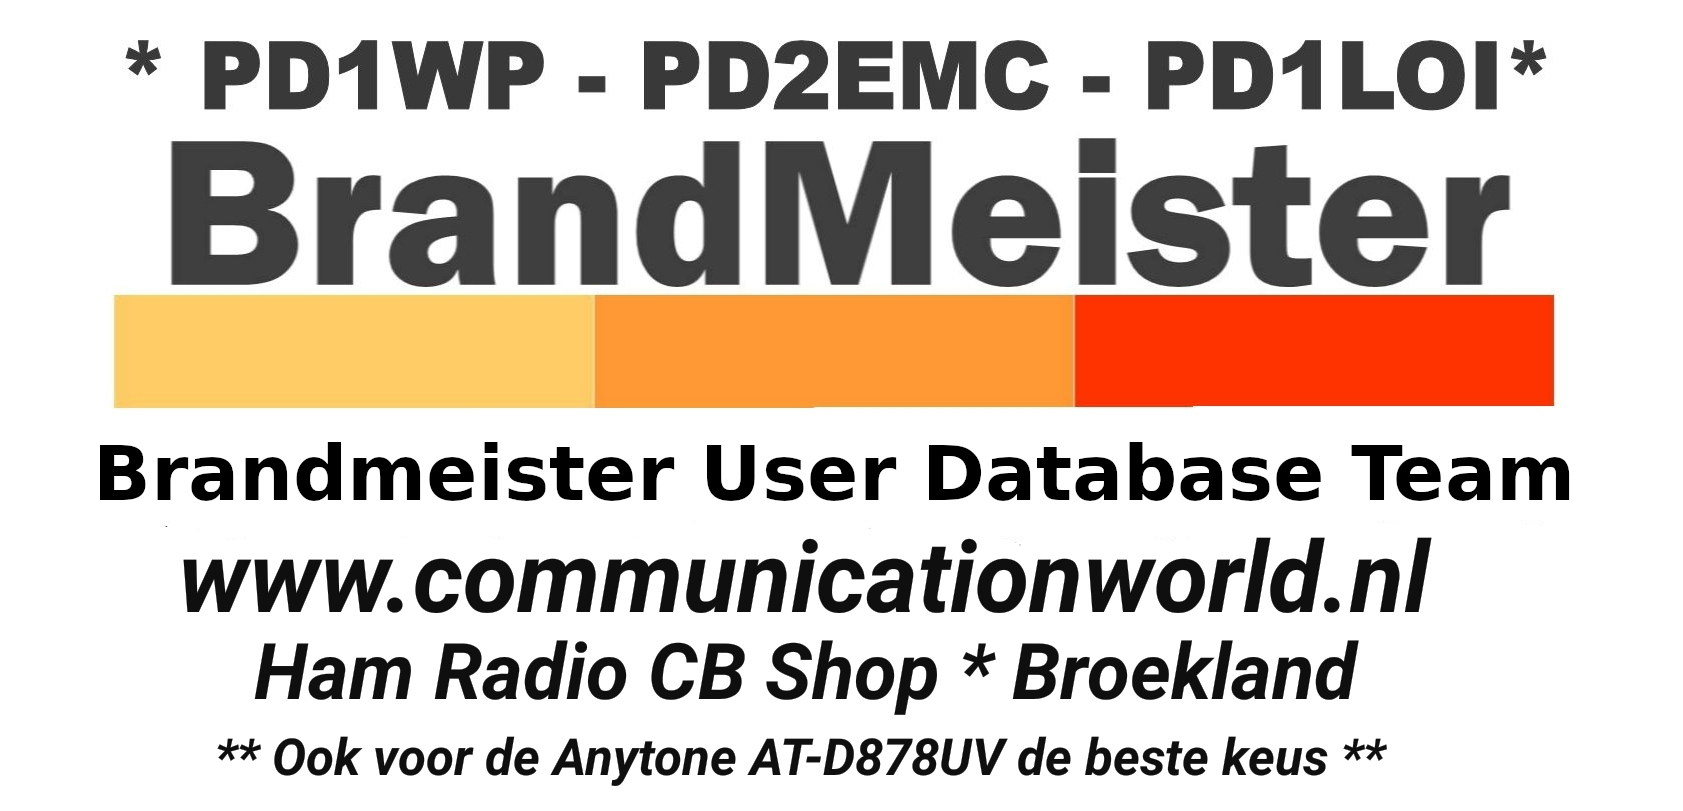 * PD1WP - PD2EMC - PD1LOI*
BrandMeister
Brandmeister User Database Team
www.communicationworld.nl
Ham Radio CB Shop * Broekland
** Ook voor de Anytone AT-D878UV de beste keus **